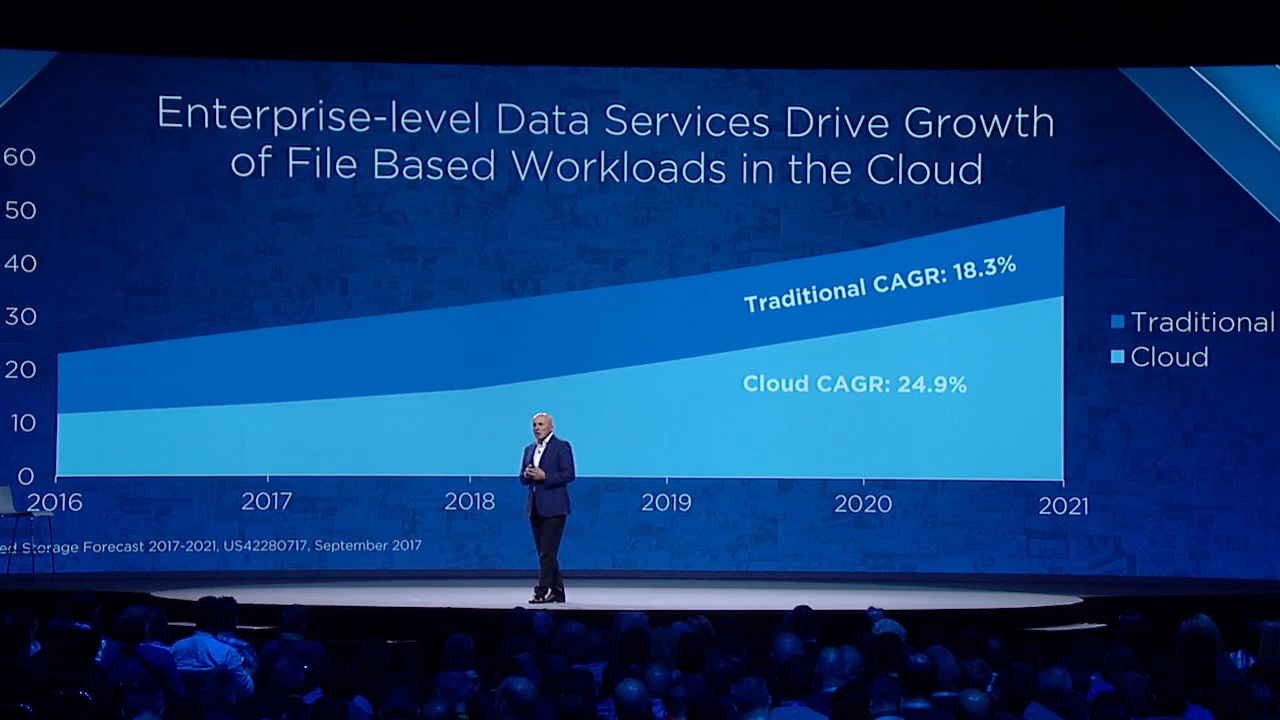 Enterprise-level Data Services Drive Growth
of File Based Workloads in the Cloud
60
50
40
30
20
10
0
Traditional CAGR: 18.3%
Cloud CAGR: 24.9%
Traditional
Cloud
2016 2017 2018 2019 2020 2021
Storage Forecast 2017-2021, US42280717, September 2017